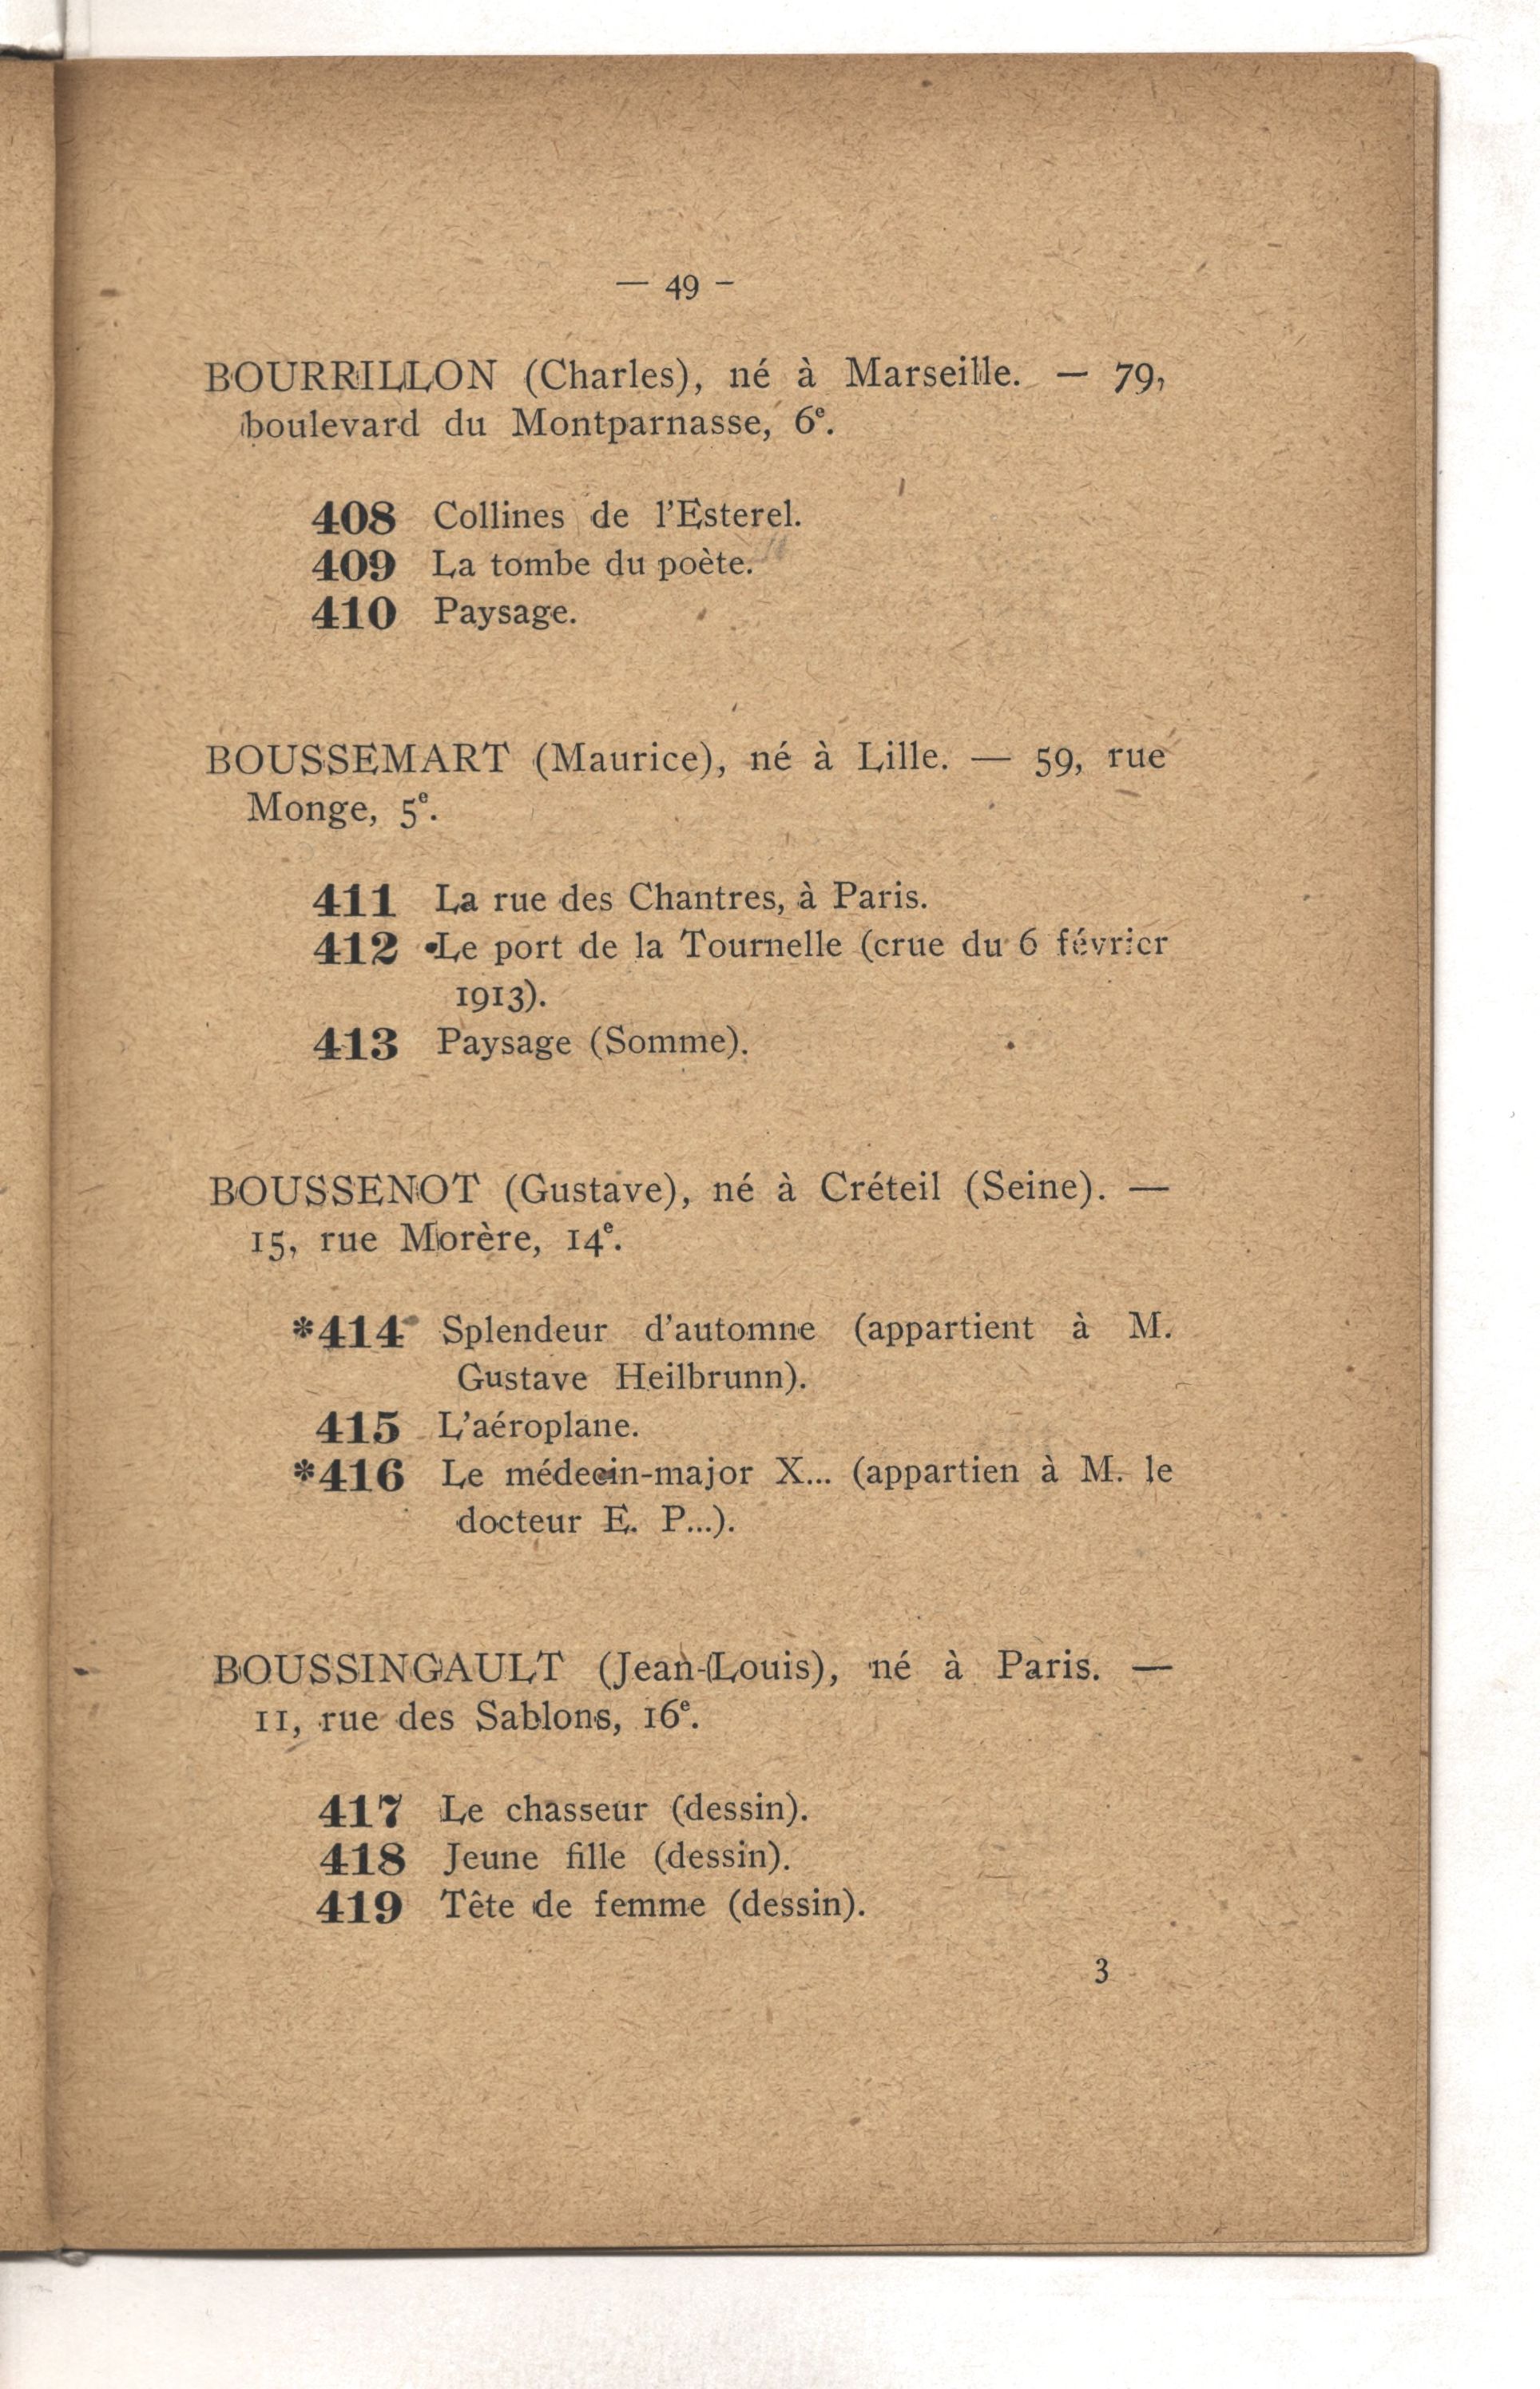 — 49 –
BOURRILLON (Charles), né à Marseille. — 79,
boulevard du Montparnasse, 6e.
408 Collines de l'Esterel.
409 La tombe du poète.
410 Paysage.
BOUSSEMART (Maurice), né à Lille. — 59, rue
Monge, 5e.
411 La rue des Chantres, à Paris.
412 Le port de la Tournelle (crue du 6 février
1913).
413 Paysage (Somme).
BOUSSENOT (Gustave), né à Créteil (Seine). —
15, rue Morère, 14e.
*414 Splendeur d'automne (appartient à M.
Gustave Heilbrunn).
415 L'aéroplane.
*416 Le médecin-major X... (appartien à M. le
docteur E. P...).
BOUSSINGAULT (Jean-Louis), né à Paris. —
11, rue des Sablons, 16e.
417 Le chasseur (dessin).
418 Jeune fille (dessin).
419 Tête de femme (dessin).
3